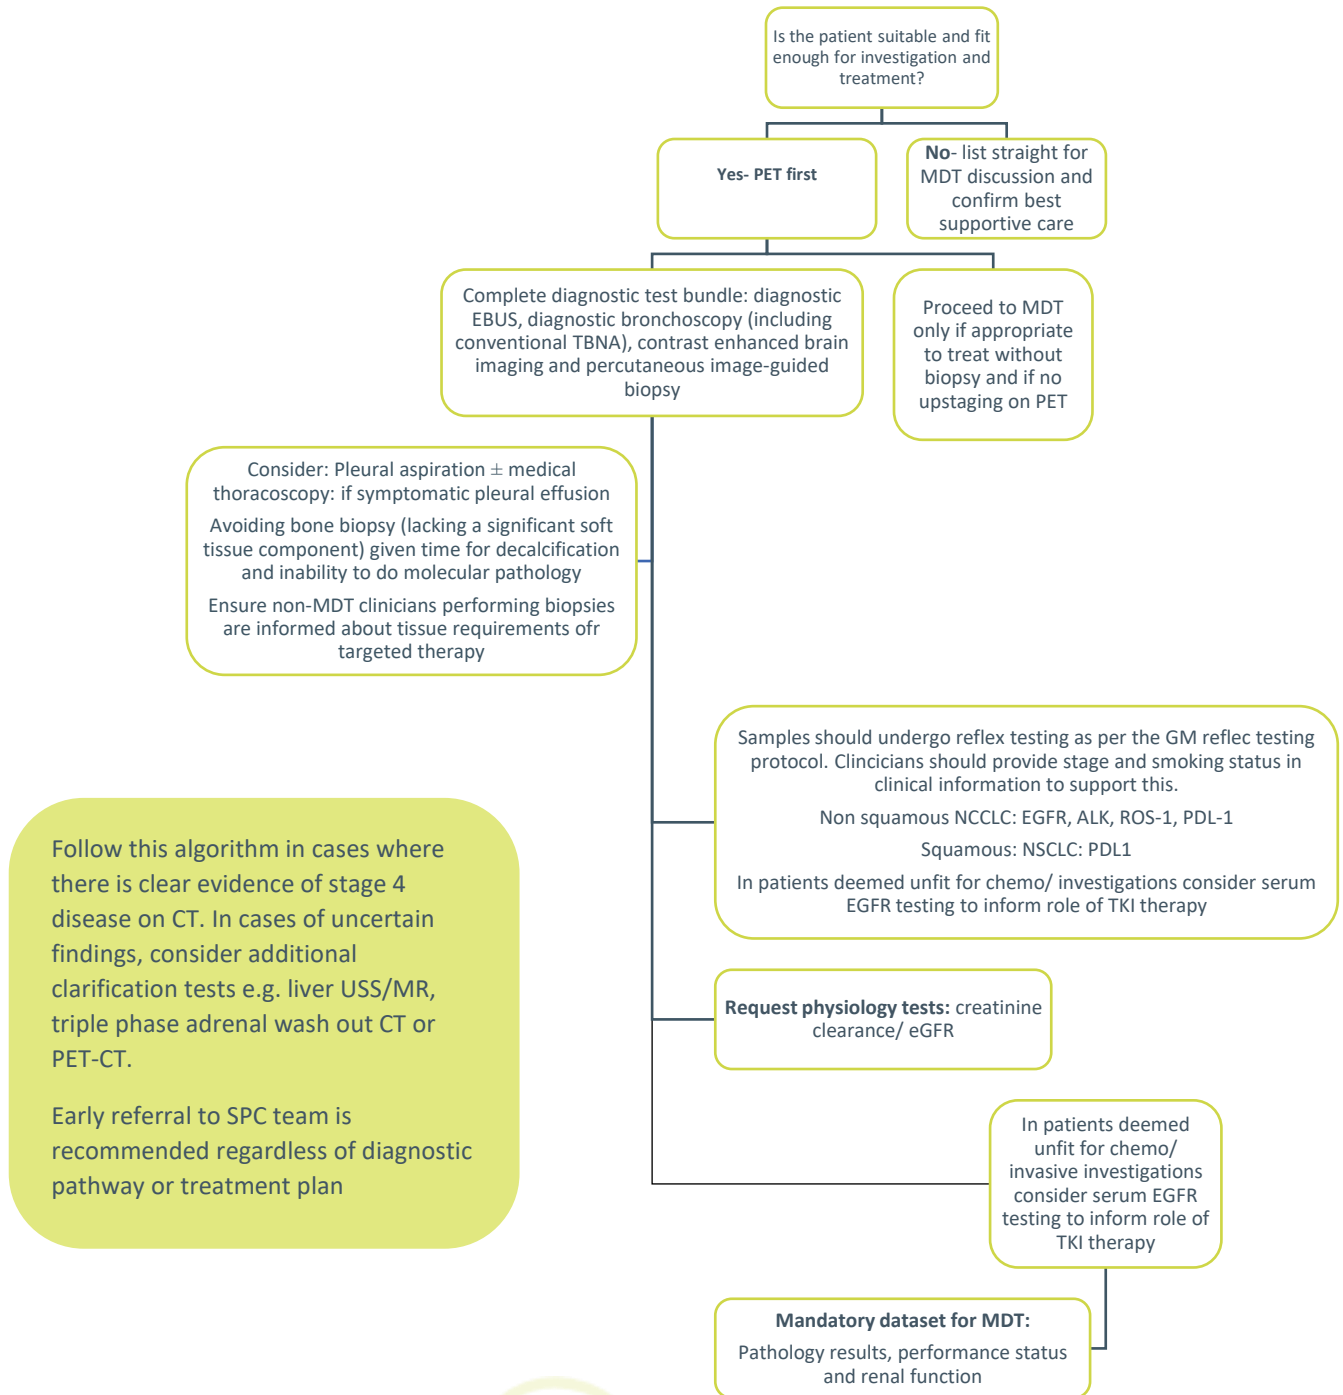 Is the patient suitable and fit
enough for investigation and
treatment?
Yes- PET first
No- list straight for
MDT discussion and
confirm best
supportive care
Complete diagnostic test bundle: diagnostic
EBUS, diagnostic bronchoscopy (including
conventional TBNA), contrast enhanced brain
imaging and percutaneous image-guided
biopsy
Proceed to MDT
only if appropriate
to treat without
biopsy and if no
upstaging on PET
Consider: Pleural aspiration ± medical
thoracoscopy: if symptomatic pleural effusion
Avoiding bone biopsy (lacking a significant soft
tissue component) given time for decalcification
and inability to do molecular pathology
Ensure non-MDT clinicians performing biopsies
are informed about tissue requirements ofr
targeted therapy
Samples should undergo reflex testing as per the GM reflec testing
protocol. Clincicians should provide stage and smoking status in
clinical information to support this.
Non squamous NCCLC: EGFR, ALK, ROS-1, PDL-1
Squamous: NSCLC: PDL1
In patients deemed unfit for chemo/ investigations consider serum
EGFR testing to inform role of TKI therapy
Follow this algorithm in cases where
there is clear evidence of stage 4
disease on CT. In cases of uncertain
findings, consider additional
clarification tests e.g. liver USS/MR,
triple phase adrenal wash out CT or
PET-CT.
Early referral to SPC team is
recommended regardless of diagnostic
pathway or treatment plan
Request physiology tests: creatinine
clearance/ eGFR
In patients deemed
unfit for chemo/
invasive investigations
consider serum EGFR
testing to inform role of
TKI therapy
Mandatory dataset for MDT:
Pathology results, performance status
and renal function